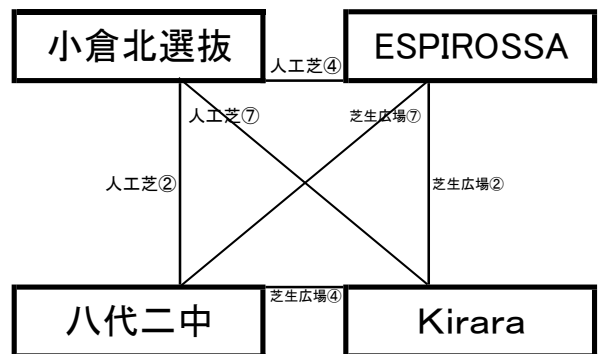 小倉北選抜
ESPIROSSA
人工芝④
人工芝⑦
芝生広場⑦
人工芝②
芝生広場②
芝生広場④
八代二中
Kirara